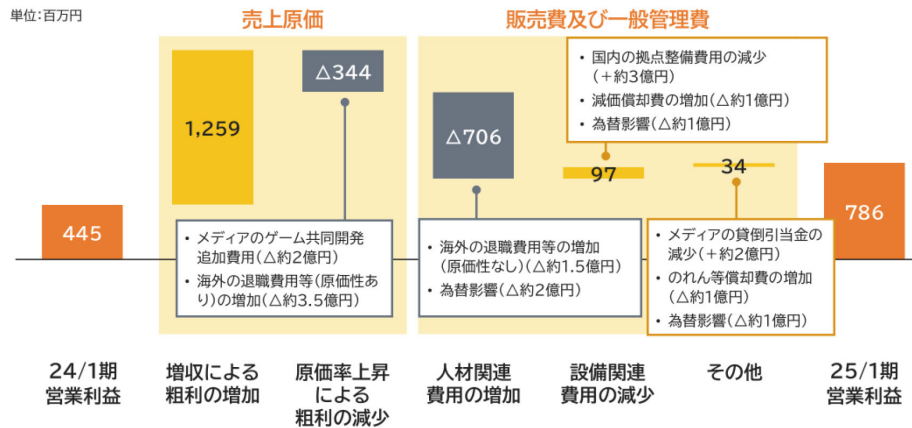 単位:百万円
売上原価
販売費及び一般管理費
445
1,259
△344
△706
97
34
786
・国内の拠点整備費用の減少
(+約3億円)
・減価償却費の増加(△約1億円)
・為替影響(△約1億円)
・メディアのゲーム共同開発
追加費用(△約2億円)
・海外の退職費用等(原価性あ
り)の増加(△約3.5億円)
・海外の退職費用等の増加
(原価性なし)(△約1.5億円)
・為替影響(△約2億円)
・メディアの貸倒引当金の
減少(+約2億円)
・のれん等償却費の増加
(△約1億円)
・為替影響(△約1億円)
24/1期
営業利益
増収による
粗利の増加
原価率上昇
による
粗利の減少
人材関連
費用の増加
設備関連
費用の減少
その他
25/1期
営業利益